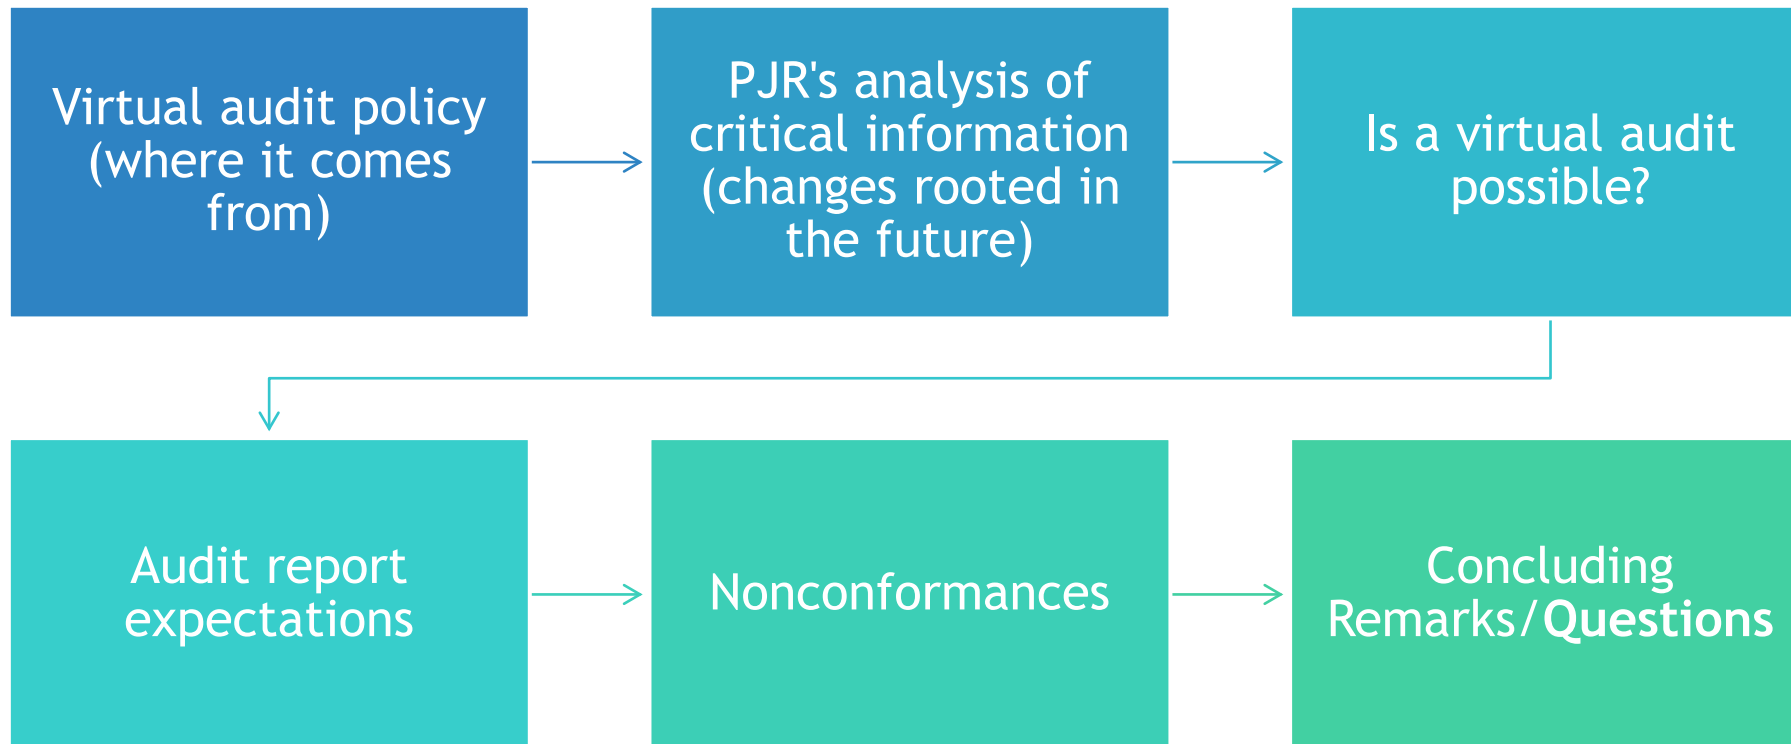 Virtual audit policy
(where it comes
from)
PJR's analysis of
critical information
(changes rooted in
the future)
Is a virtual audit
possible?
Audit report
expectations
Nonconformances
Concluding
Remarks/Questions